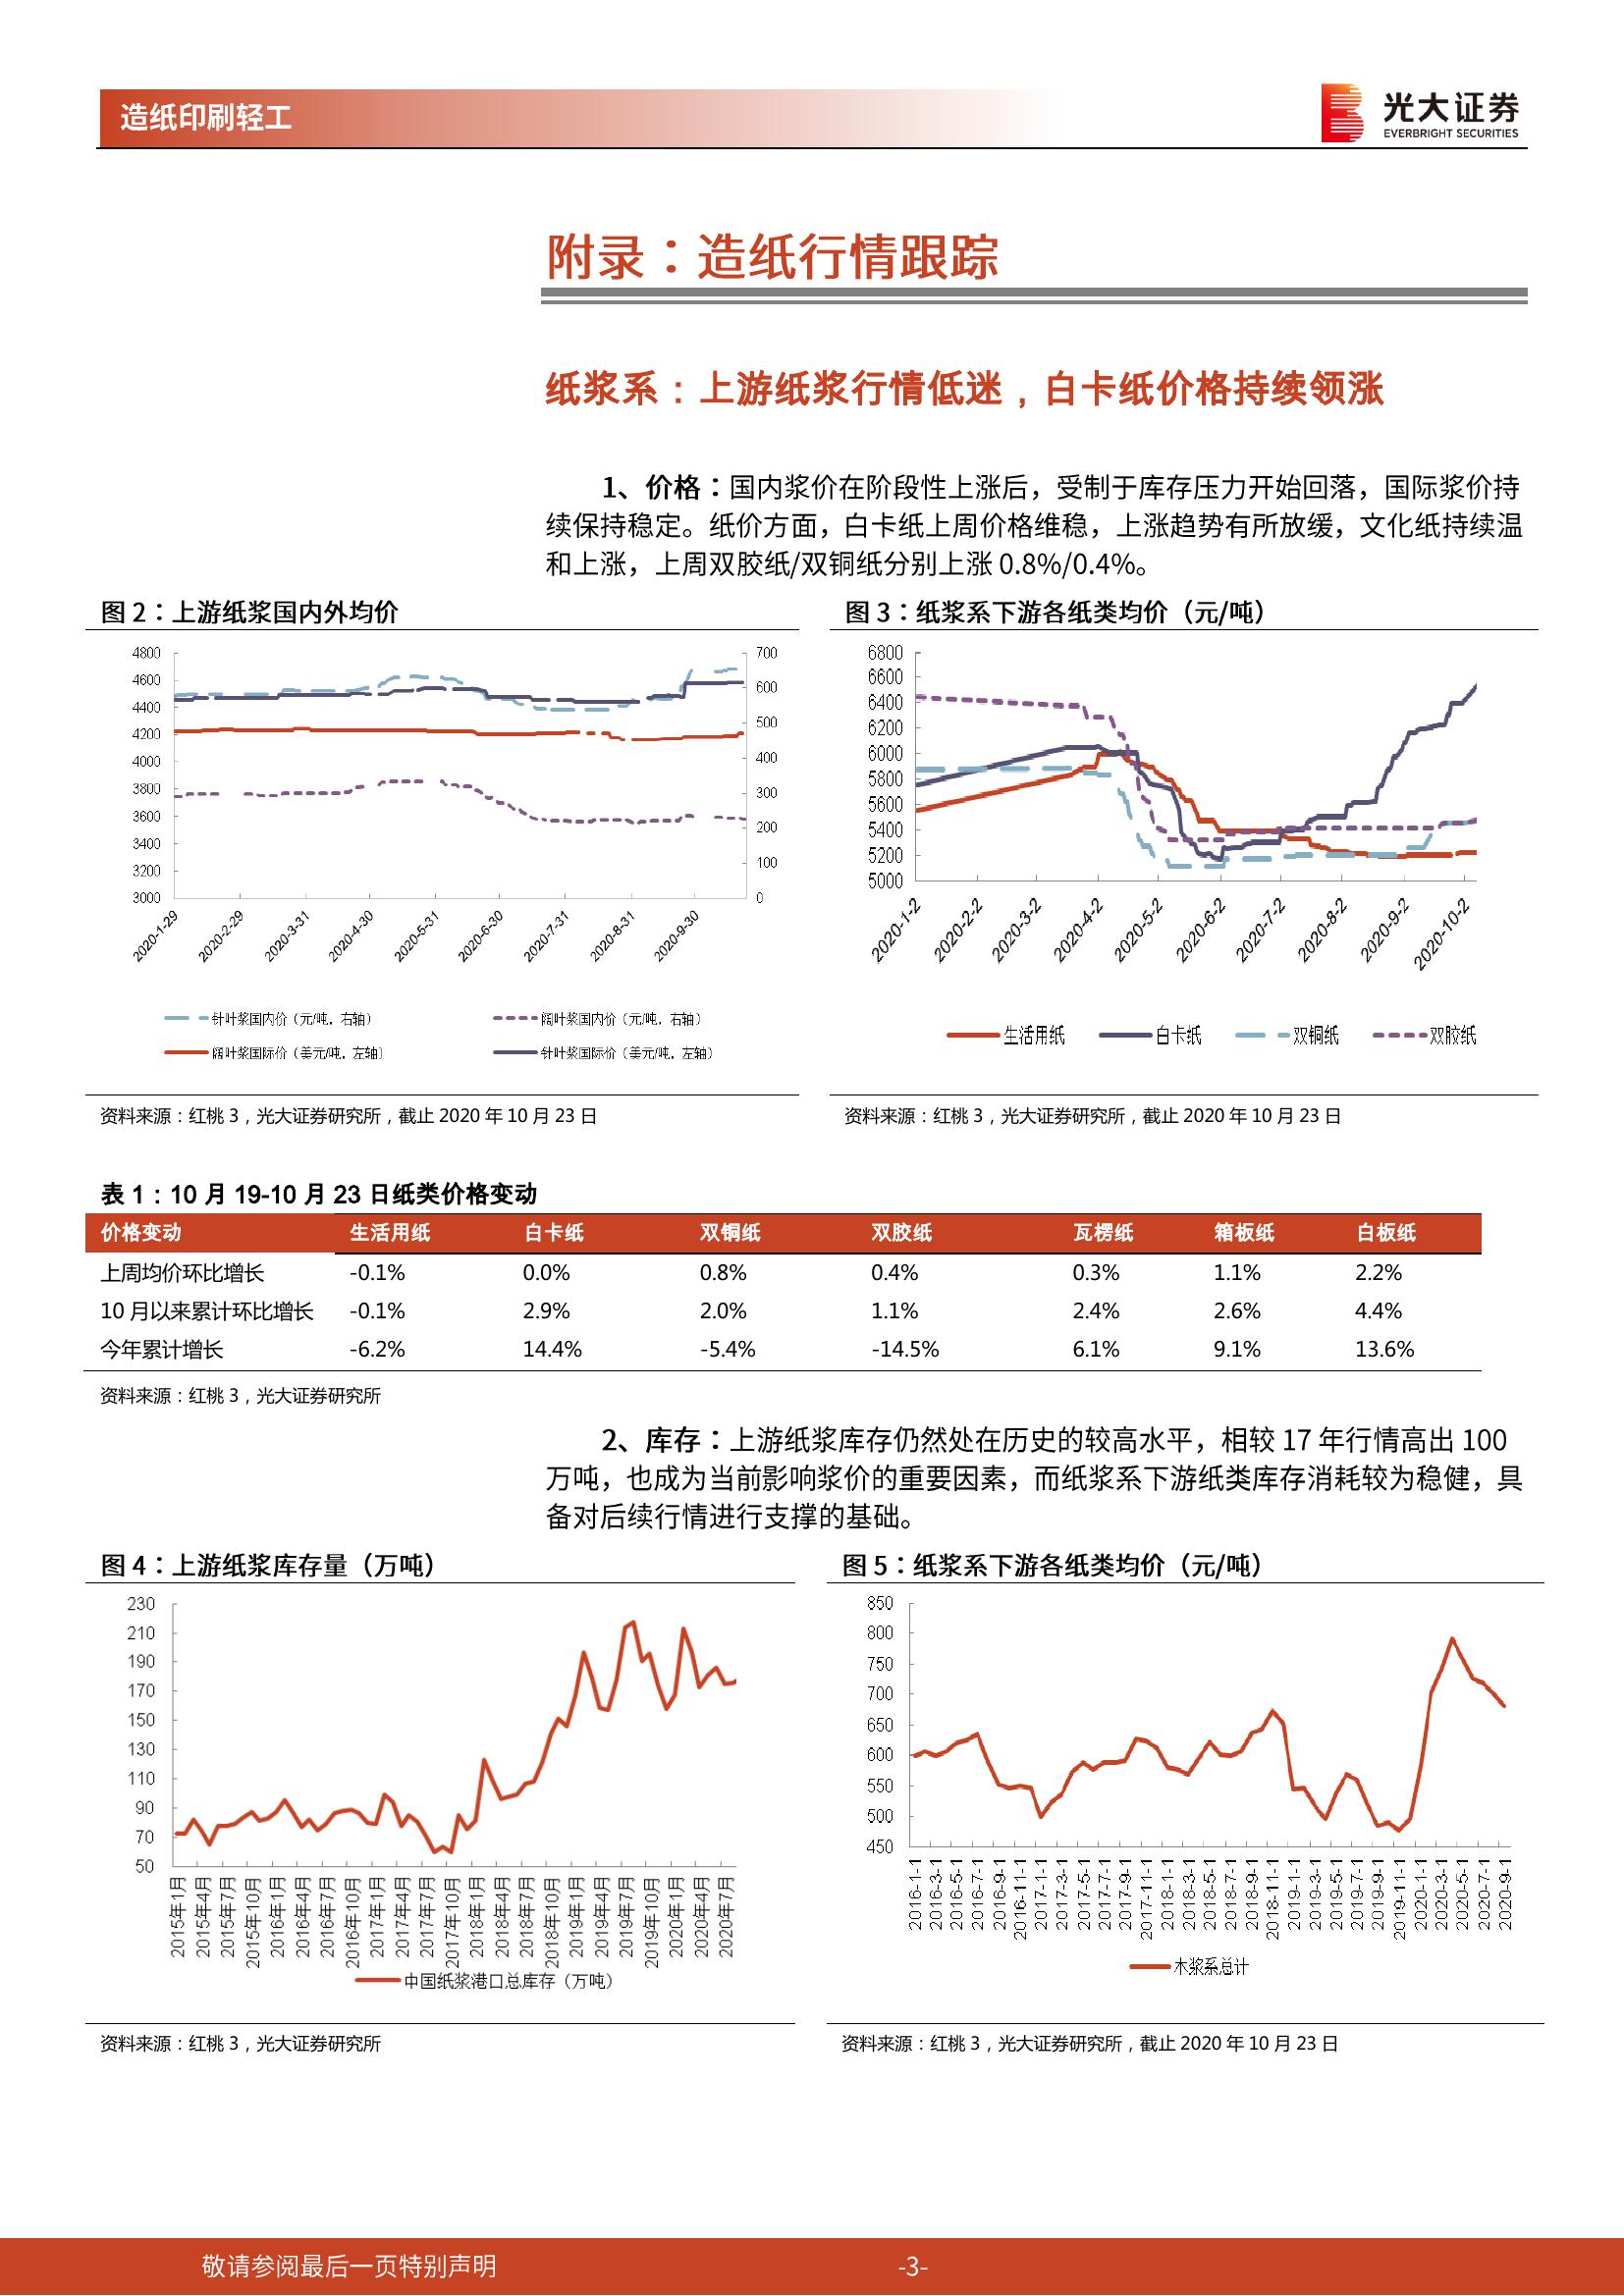 造纸印刷轻工
光大证券
EVERBRIGHT SECURITIES
附录：造纸行情跟踪
纸浆系：上游纸浆行情低迷，白卡纸价格持续领涨
1、价格：国内浆价在阶段性上涨后，受制于库存压力开始回落，国际浆价持
续保持稳定。纸价方面，白卡纸上周价格维稳，上涨趋势有所放缓，文化纸持续温
和上涨，上周双胶纸/双铜纸分别上涨 0.8%/0.4%。
图 2：上游纸浆国内外均价
4800
4600
4400
4200
4000
3800
3600
3400
3200
3000
700
600
500
400
300
200
100
0
2020-1-29
2020-2-29
2020-3-31
2020-4-30
2020-5-31
2020-6-30
2020-7-31
2020-8-31
2020-9-30
针叶浆国内价（元/吨，右轴）
阔叶浆国内价（元/吨，右轴）
阔叶浆国际价（美元/吨，左轴）
针叶浆国际价（美元/吨，左轴）
资料来源：红桃 3，光大证券研究所，截止 2020 年 10 月 23 日
图 3：纸浆系下游各纸类均价（元/吨）
6800
6600
6400
6200
6000
5800
5600
5400
5200
5000
2020-1-2
2020-2-2
2020-3-2
2020-4-2
2020-5-2
2020-6-2
2020-7-2
2020-8-2
2020-9-2
2020-10-2
生活用纸 白卡纸 双铜纸 双胶纸
资料来源：红桃 3，光大证券研究所，截止 2020 年 10 月 23 日
表 1：10 月 19-10 月 23 日纸类价格变动
价格变动 生活用纸 白卡纸 双铜纸 双胶纸 瓦楞纸 箱板纸 白板纸
上周均价环比增长 -0.1% 0.0% 0.8% 0.4% 0.3% 1.1% 2.2%
10 月以来累计环比增长 -0.1% 2.9% 2.0% 1.1% 2.4% 2.6% 4.4%
今年累计增长 -6.2% 14.4% -5.4% -14.5% 6.1% 9.1% 13.6%
资料来源：红桃 3，光大证券研究所
2、库存：上游纸浆库存仍然处在历史的较高水平，相较 17 年行情高出 100
万吨，也成为当前影响浆价的重要因素，而纸浆系下游纸类库存消耗较为稳健，具
备对后续行情进行支撑的基础。
图 4：上游纸浆库存量（万吨）
230
210
190
170
150
130
110
90
70
50
2015年1月
2015年4月
2015年7月
2015年10月
2016年1月
2016年4月
2016年7月
2016年10月
2017年1月
2017年4月
2017年7月
2017年10月
2018年1月
2018年4月
2018年7月
2018年10月
2019年1月
2019年4月
2019年7月
2019年10月
2020年1月
2020年4月
2020年7月
中国纸浆港口总库存（万吨）
资料来源：红桃 3，光大证券研究所
图 5：纸浆系下游各纸类均价（元/吨）
850
800
750
700
650
600
550
500
450
2016-1-1
2016-3-1
2016-5-1
2016-7-1
2016-9-1
2016-11-1
2017-1-1
2017-3-1
2017-5-1
2017-7-1
2017-9-1
2017-11-1
2018-1-1
2018-3-1
2018-5-1
2018-7-1
2018-9-1
2018-11-1
2019-1-1
2019-3-1
2019-5-1
2019-7-1
2019-9-1
2019-11-1
2020-1-1
2020-3-1
2020-5-1
2020-7-1
2020-9-1
木浆系总计
资料来源：红桃 3，光大证券研究所，截止 2020 年 10 月 23 日
敬请参阅最后一页特别声明
-3-